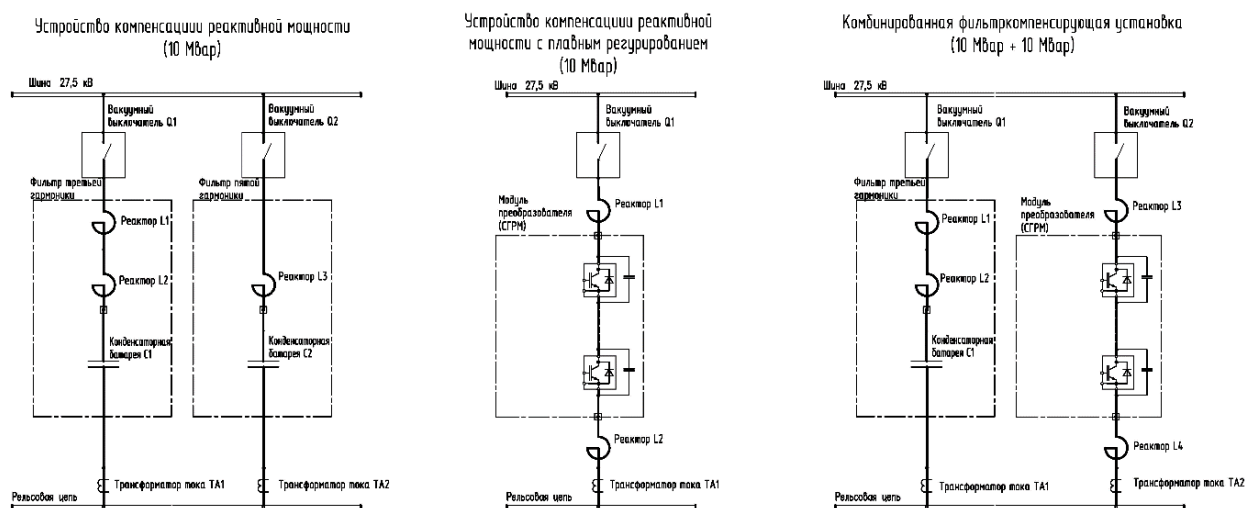 Устройство компенсациии реактивной мощности
(10 Мвар)
Шина 27,5 кВ
Вакуумный
выключатель Q1
Вакуумный
выключатель Q2
Фильтр третьей
гармоники
Фильтр пятой
гармоники
Реактор L1
Реактор L2
Реактор L3
Конденсаторная
батарея C1
Конденсаторная
батарея C2
Трансформатор тока ТА1
Трансформатор тока ТА2
Рельсовая цепь
Устройство компенсациии реактивной
мощности с плавным регурированием
(10 Мвар)
Шина 27,5 кВ
Вакуумный
выключатель Q1
Реактор L1
Модуль
преобразователя
(СГРМ)
Реактор L2
Трансформатор тока ТА1
Рельсовая цепь
Комбинированная фильтркомпенсирующая установка
(10 Мвар + 10 Мвар)
Шина 27,5 кВ
Вакуумный
выключатель Q1
Вакуумный
выключатель Q2
Фильтр третьей
гармоники
Реактор L1
Модуль
преобразователя
(СГРМ)
Реактор L3
Реактор L2
Конденсаторная
батарея C1
Реактор L4
Трансформатор тока ТА1
Трансформатор тока ТА2
Рельсовая цепь